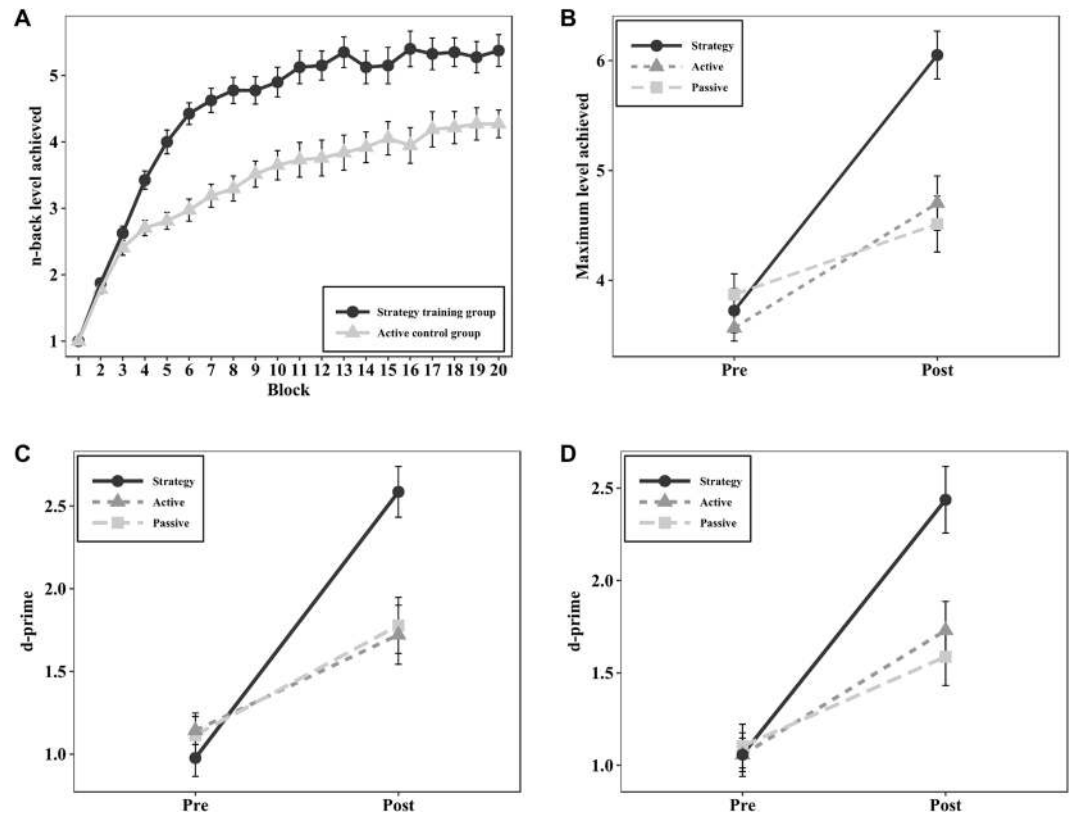 A
n-back level achieved
5
4
3
2
1
Strategy training group
Active control group
1 2 3 4 5 6 7 8 9 10 11 12 13 14 15 16 17 18 19 20
Block
B
Maximum level achieved
6
5
4
Strategy
Active
Passive
Pre Post
C
d-prime
2.5
2.0
1.5
1.0
Strategy
Active
Passive
Pre Post
D
d-prime
2.5
2.0
1.5
1.0
Strategy
Active
Passive
Pre Post